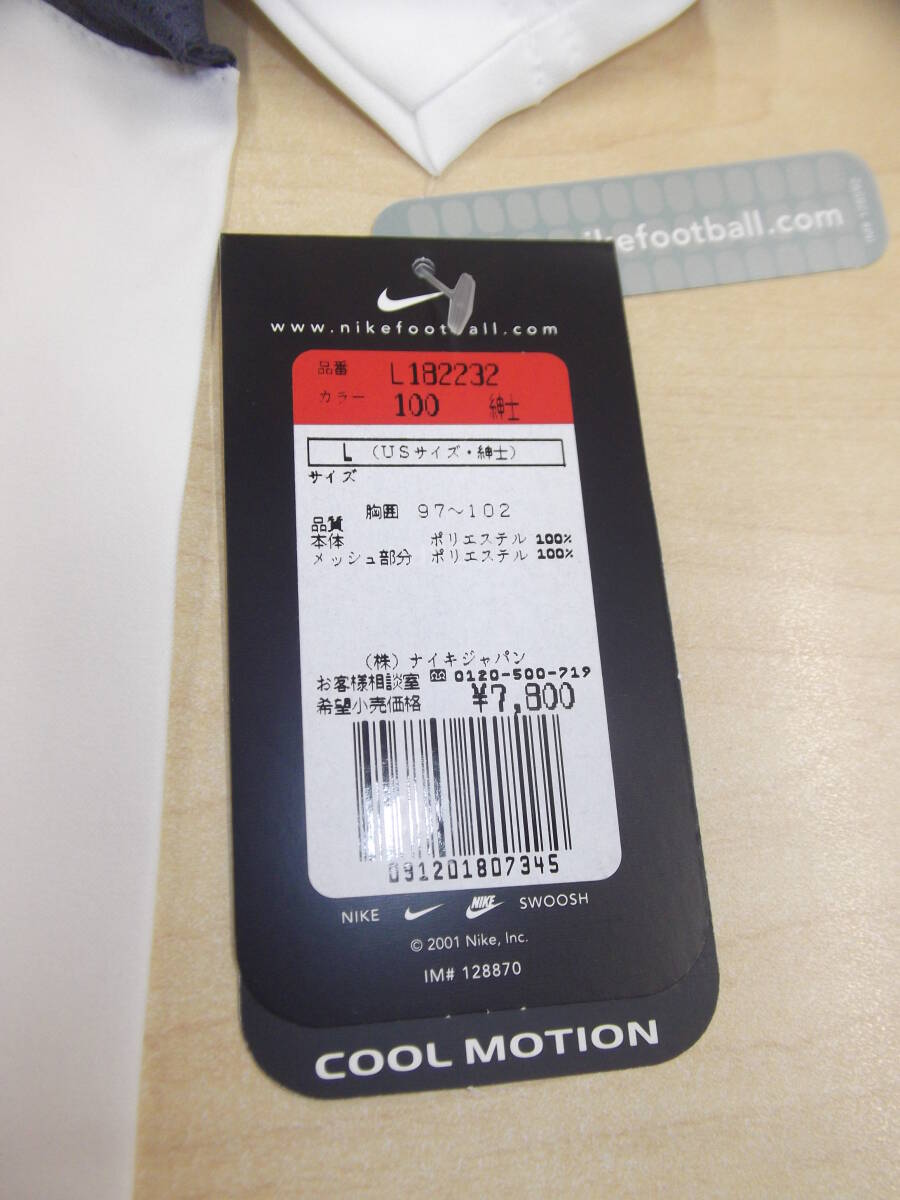 kefootball.com
www.nikefootball.com
品番 L182232
カラー 100 紳士
L (USサイズ・紳士)
サイズ
胸囲 97～102
品質
本体 ポリエステル 100%
メッシュ部分 ポリエステル 100%
(株) ナイキジャパン
お客様相談室 0120-500-719
希望小売価格 ¥7,800
091201807345
NIKE NIKE SWOOSH
© 2001 Nike, Inc.
IM# 128870
COOL MOTION